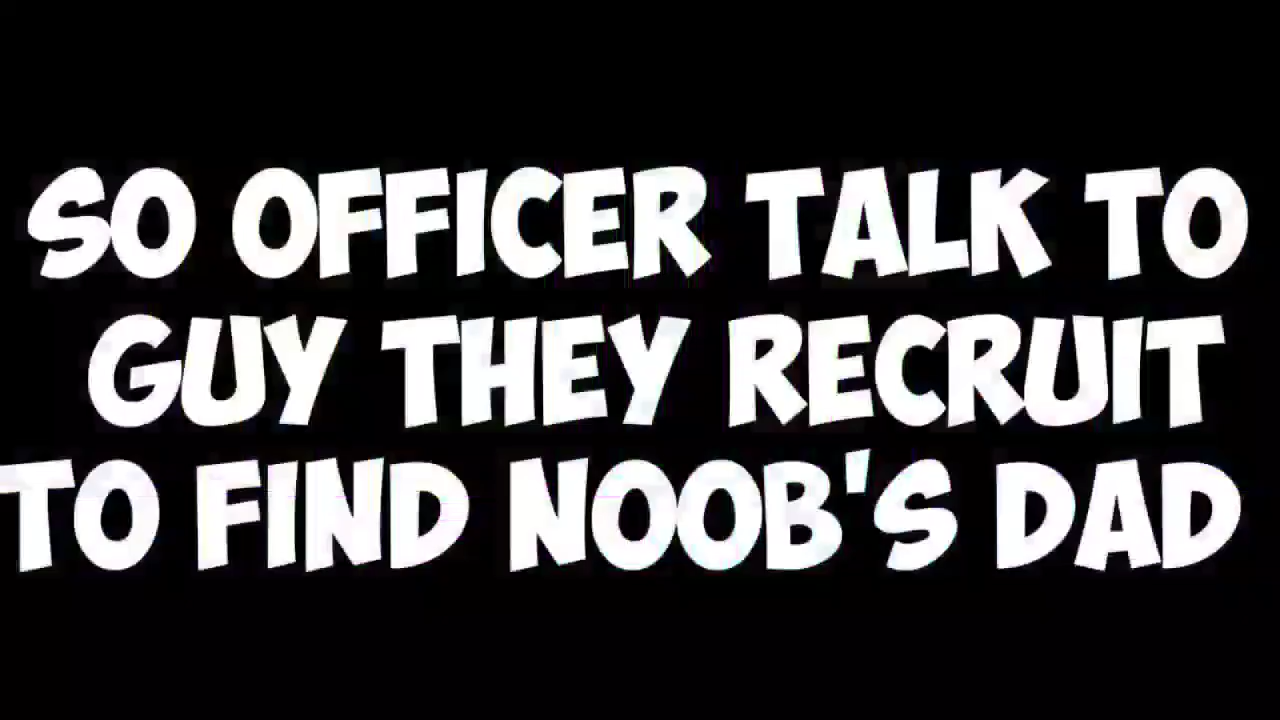 SO OFFICER TALK TO
GUY THEY RECRUIT
TO FIND NOOB'S DAD